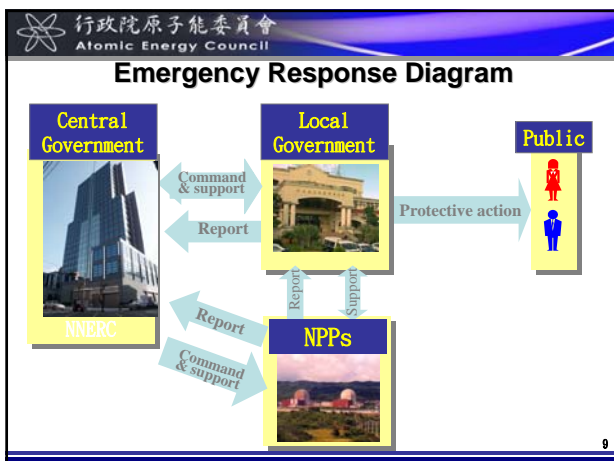 行政院原子能委員會
Atomic Energy Council
Emergency Response Diagram
Central
Government
Local
Government
Public
Command
& support
Report
Protective action
Report
Support
Report
Command
& support
NNERC
NPPs
9